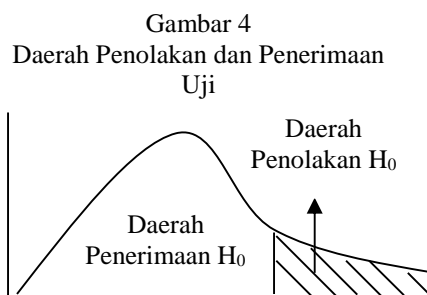 Gambar 4
Daerah Penolakan dan Penerimaan
Uji
Daerah
Penolakan H₀
Daerah
Penerimaan H₀